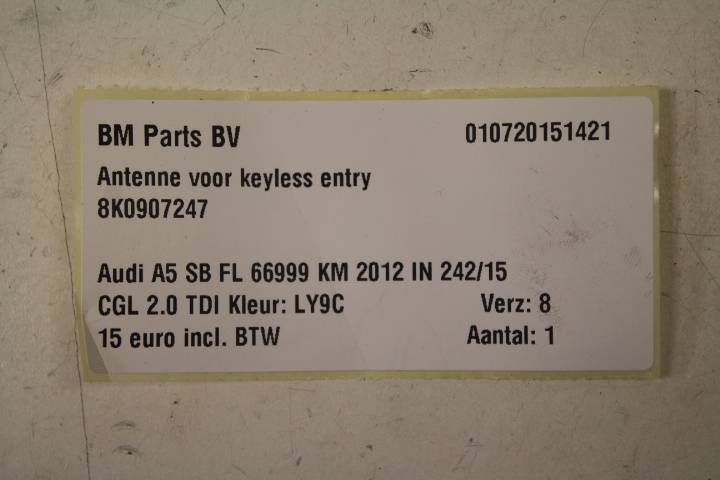 BM Parts BV 010720151421
Antenne voor keyless entry
8K0907247
Audi A5 SB FL 66999 KM 2012 IN 242/15
CGL 2.0 TDI Kleur: LY9C Verz: 8
15 euro incl. BTW Aantal: 1